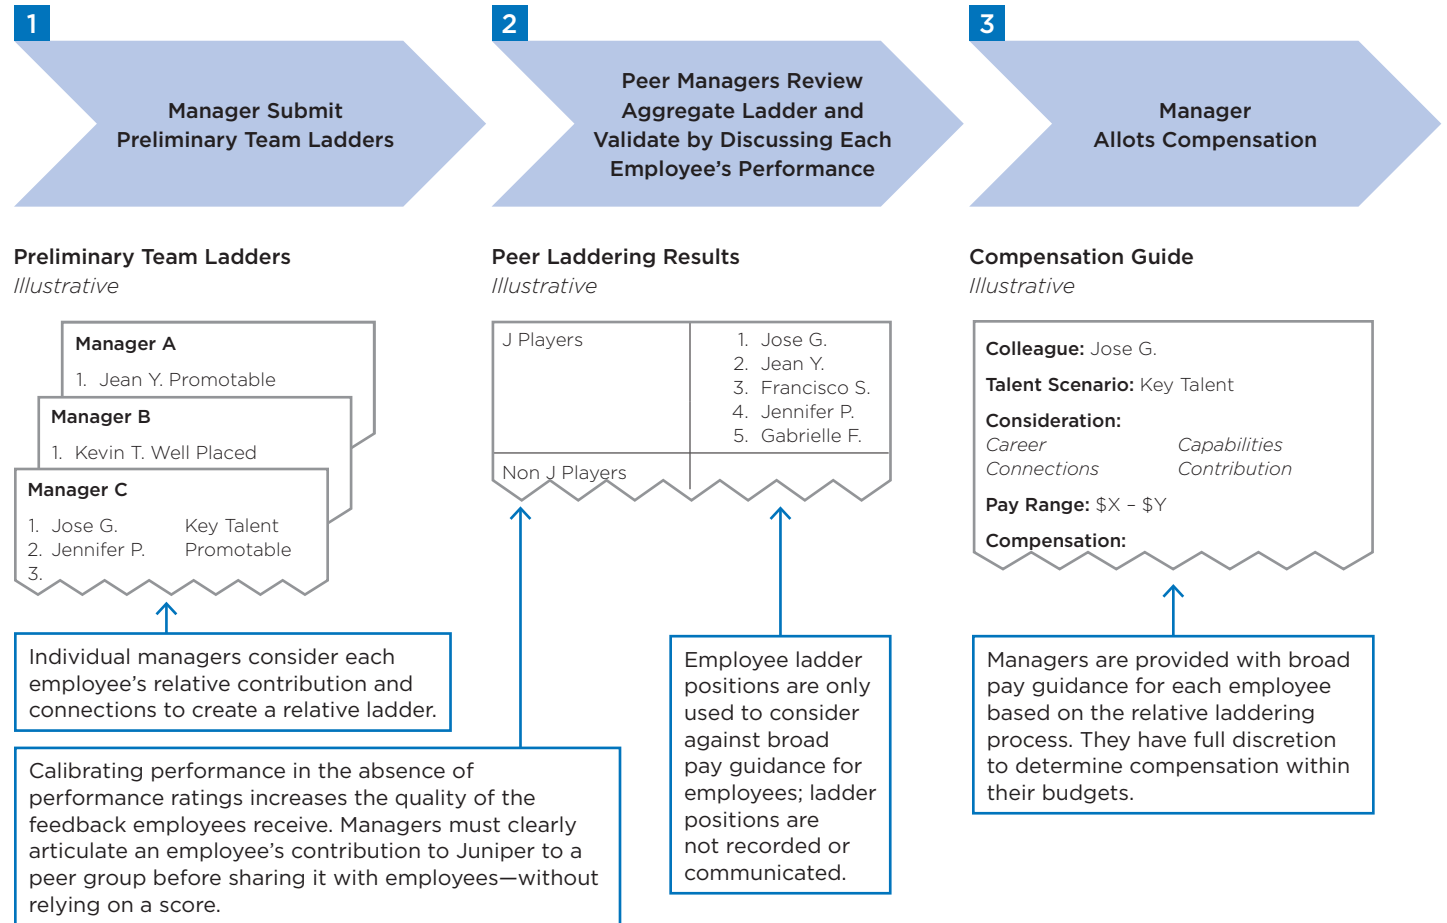 1
Manager Submit
Preliminary Team Ladders
2
Peer Managers Review
Aggregate Ladder and
Validate by Discussing Each
Employee’s Performance
3
Manager
Allots Compensation
Preliminary Team Ladders
Illustrative
Manager A
1. Jean Y. Promotable
Manager B
1. Kevin T. Well Placed
Manager C
1. Jose G. Key Talent
2. Jennifer P. Promotable
3.
Individual managers consider each
employee’s relative contribution and
connections to create a relative ladder.
Peer Laddering Results
Illustrative
J Players
1. Jose G.
2. Jean Y.
3. Francisco S.
4. Jennifer P.
5. Gabrielle F.
Non J Players
Calibrating performance in the absence of
performance ratings increases the quality of the
feedback employees receive. Managers must clearly
articulate an employee’s contribution to Juniper to a
peer group before sharing it with employees—without
relying on a score.
Employee ladder
positions are only
used to consider
against broad
pay guidance for
employees; ladder
positions are
not recorded or
communicated.
Compensation Guide
Illustrative
Colleague: Jose G.
Talent Scenario: Key Talent
Consideration:
Career Capabilities
Connections Contribution
Pay Range: $X – $Y
Compensation:
Managers are provided with broad
pay guidance for each employee
based on the relative laddering
process. They have full discretion
to determine compensation within
their budgets.